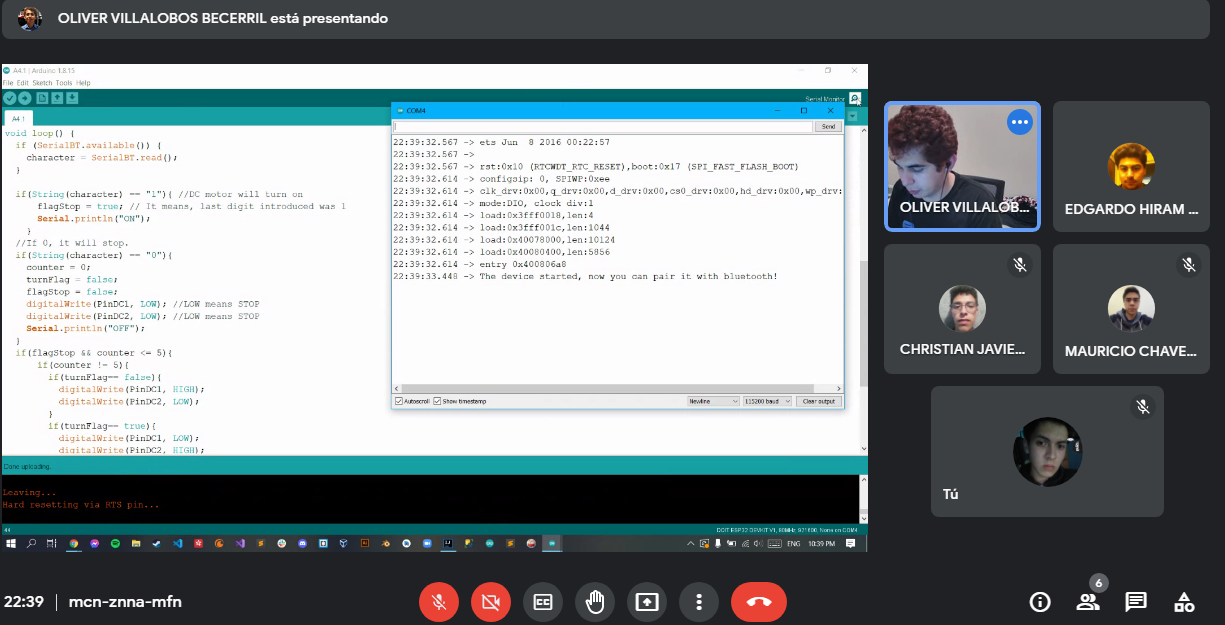 OLIVER VILLALOBOS BECERRIL está presentando
A4.1 | Arduino 1.8.15
File Edit Sketch Tools Help
Serial Monitor
A4.1
void loop() {
if (SerialBT.available()) {
character = SerialBT.read();
}
if(String(character) == "1"){ //DC motor will turn on
flagStop = true; // It means, last digit introduced was 1
Serial.println("ON");
}
//If 0, it will stop.
if(String(character) == "0"){
counter = 0;
turnFlag = false;
flagStop = false;
digitalWrite(PinDC1, LOW); //LOW means STOP
digitalWrite(PinDC2, LOW); //LOW means STOP
Serial.println("OFF");
}
if(flagStop && counter <= 5){
if(counter != 5){
if(turnFlag== false){
digitalWrite(PinDC1, HIGH);
digitalWrite(PinDC2, LOW);
}
if(turnFlag== true){
digitalWrite(PinDC1, LOW);
digitalWrite(PinDC2, HIGH);
COM4
Send
22:39:32.567 -> ets Jun  8 2016 00:22:57
22:39:32.567 ->
22:39:32.567 -> rst:0x10 (RTCWDT_RTC_RESET),boot:0x17 (SPI_FAST_FLASH_BOOT)
22:39:32.614 -> configsip: 0, SPIWP:0xee
22:39:32.614 -> clk_drv:0x00,q_drv:0x00,d_drv:0x00,cs0_drv:0x00,hd_drv:0x00,wp_drv:
22:39:32.614 -> mode:DIO, clock div:1
22:39:32.614 -> load:0x3fff0018,len:4
22:39:32.614 -> load:0x3fff001c,len:1044
22:39:32.614 -> load:0x40078000,len:10124
22:39:32.614 -> load:0x40080400,len:5856
22:39:32.614 -> entry 0x400806a8
22:39:33.448 -> The device started, now you can pair it with bluetooth!
Autoscroll Show timestamp Newline 115200 baud Clear output
Done uploading.
Leaving...
Hard resetting via RTS pin...
44 DOIT ESP32 DEVKIT V1, 80MHz, 921600, None on COM4
ENG 10:39 PM
OLIVER VILLALOB...
EDGARDO HIRAM ...
CHRISTIAN JAVIE...
MAURICIO CHAVE...
Tú
22:39 | mcn-znna-mfn
6